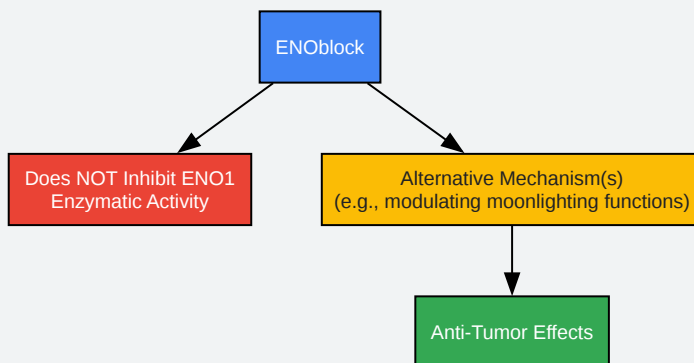 ENOblock
Does NOT Inhibit ENO1
Enzymatic Activity
Alternative Mechanism(s)
(e.g., modulating moonlighting functions)
Anti-Tumor Effects